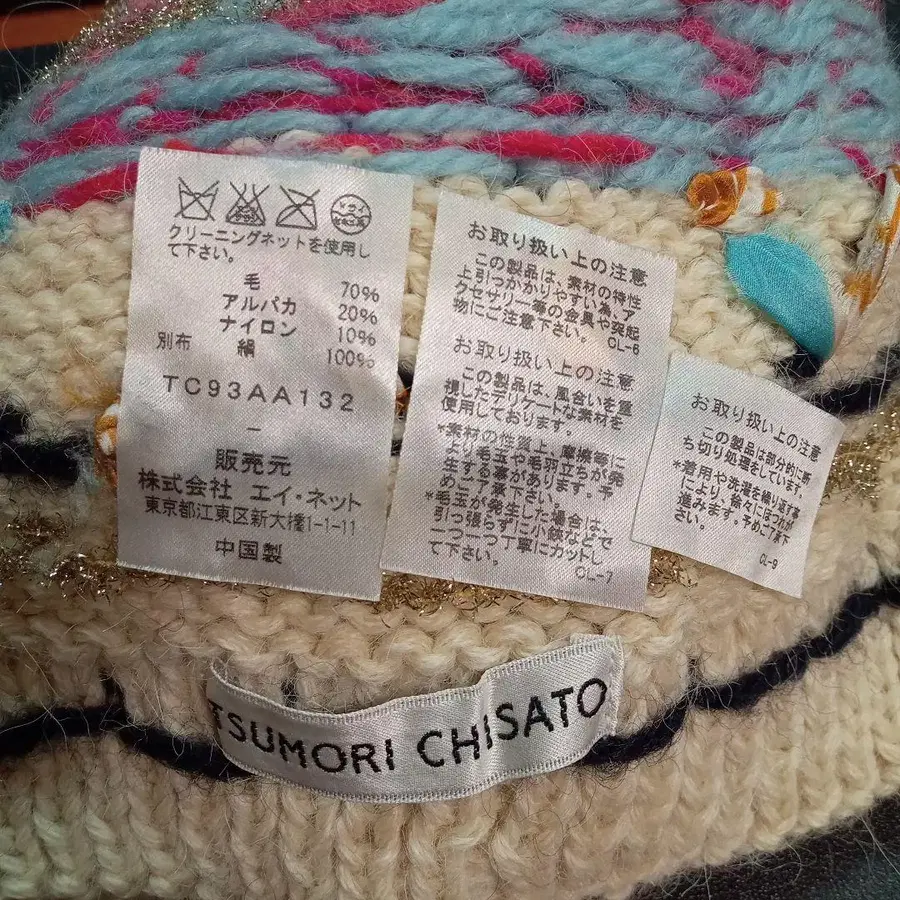 クリーニングネットを使用し
て下さい。
毛 70%
アルパカ 20%
ナイロン 10%
別布 絹 100%
TC93AA132
-
販売元
株式会社 エイ・ネット
東京都江東区新大橋1-1-11
中国製
お取り扱い上の注意
この製品は、素材の特性
上引っかかりやすい為、ア
クセサリー等の金具や突起
物にご注意下さい。
CL-6
お取り扱い上の注意
この製品は、風合いを重
視したデリケートな素材を
使用しております。
*素材の性質上、摩擦等に
より毛玉や毛羽立ちが発
生する事があります。予
めご了承下さい。
*毛玉が発生した場合は、
引っ張らずに小鋏などで
一つ一つ丁寧にカットし
て下さい。
CL-7
お取り扱い上の注意
この製品は部分的に断
ち切り処理をしています。
*着用や洗濯を繰り返す事
により、徐々にほつれが
進みます。予めご了承下
さい。
CL-9
TSUMORI CHISATO